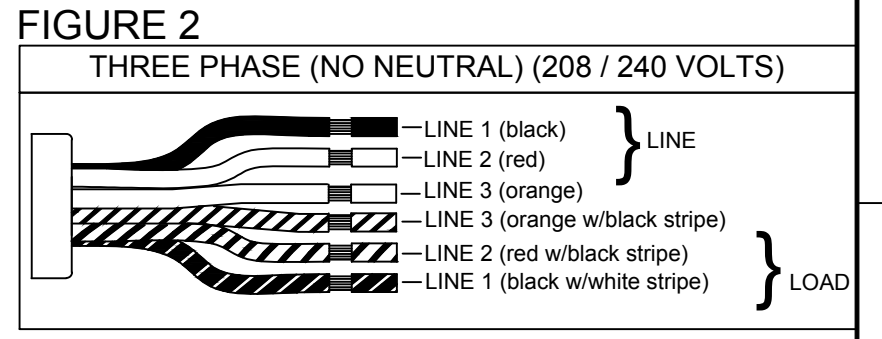 FIGURE 2
THREE PHASE (NO NEUTRAL) (208 / 240 VOLTS)
LINE 1 (black)
LINE 2 (red)
LINE
LINE 3 (orange)
LINE 3 (orange w/black stripe)
LINE 2 (red w/black stripe)
LINE 1 (black w/white stripe)
LOAD